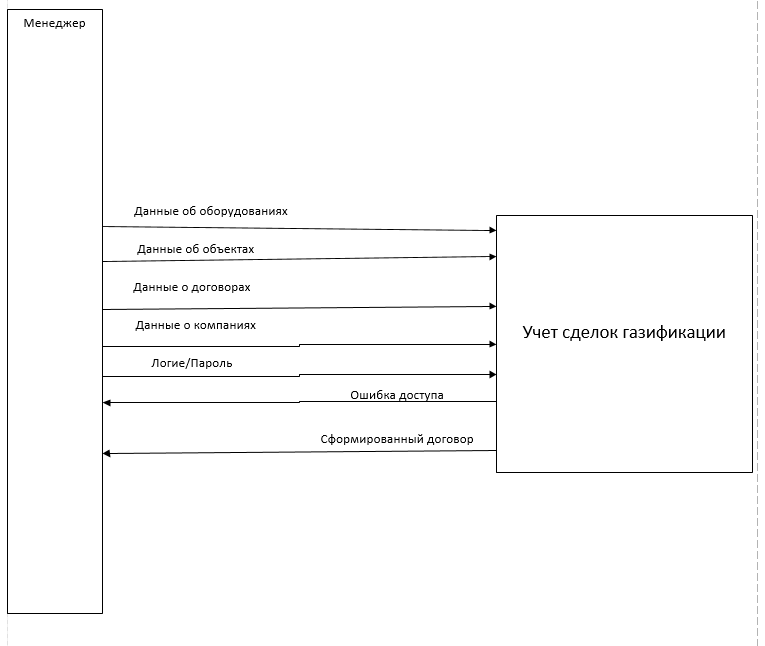 Менеджер
Данные об оборудованиях
Данные об объектах
Данные о договорах
Данные о компаниях
Учет сделок газификации
Логие/Пароль
Ошибка доступа
Сформированный договор